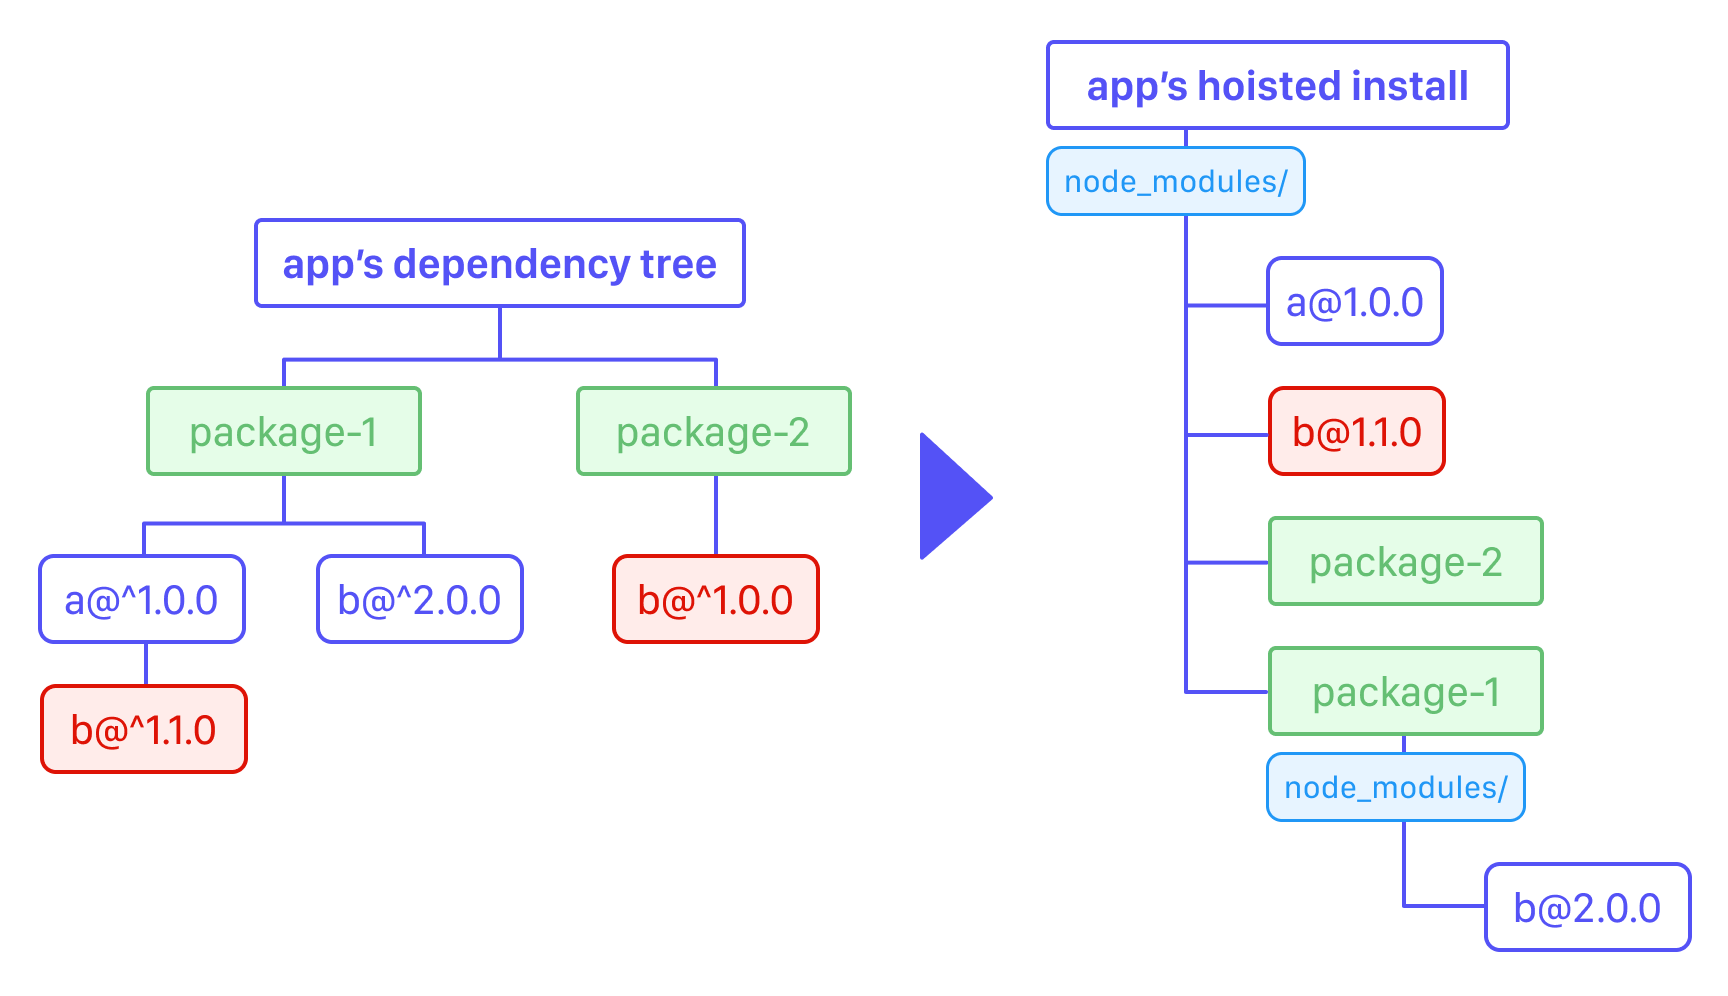 app’s dependency tree
package-1
package-2
a@^1.0.0
b@^2.0.0
b@^1.0.0
b@^1.1.0
app’s hoisted install
node_modules/
a@1.0.0
b@1.1.0
package-2
package-1
node_modules/
b@2.0.0